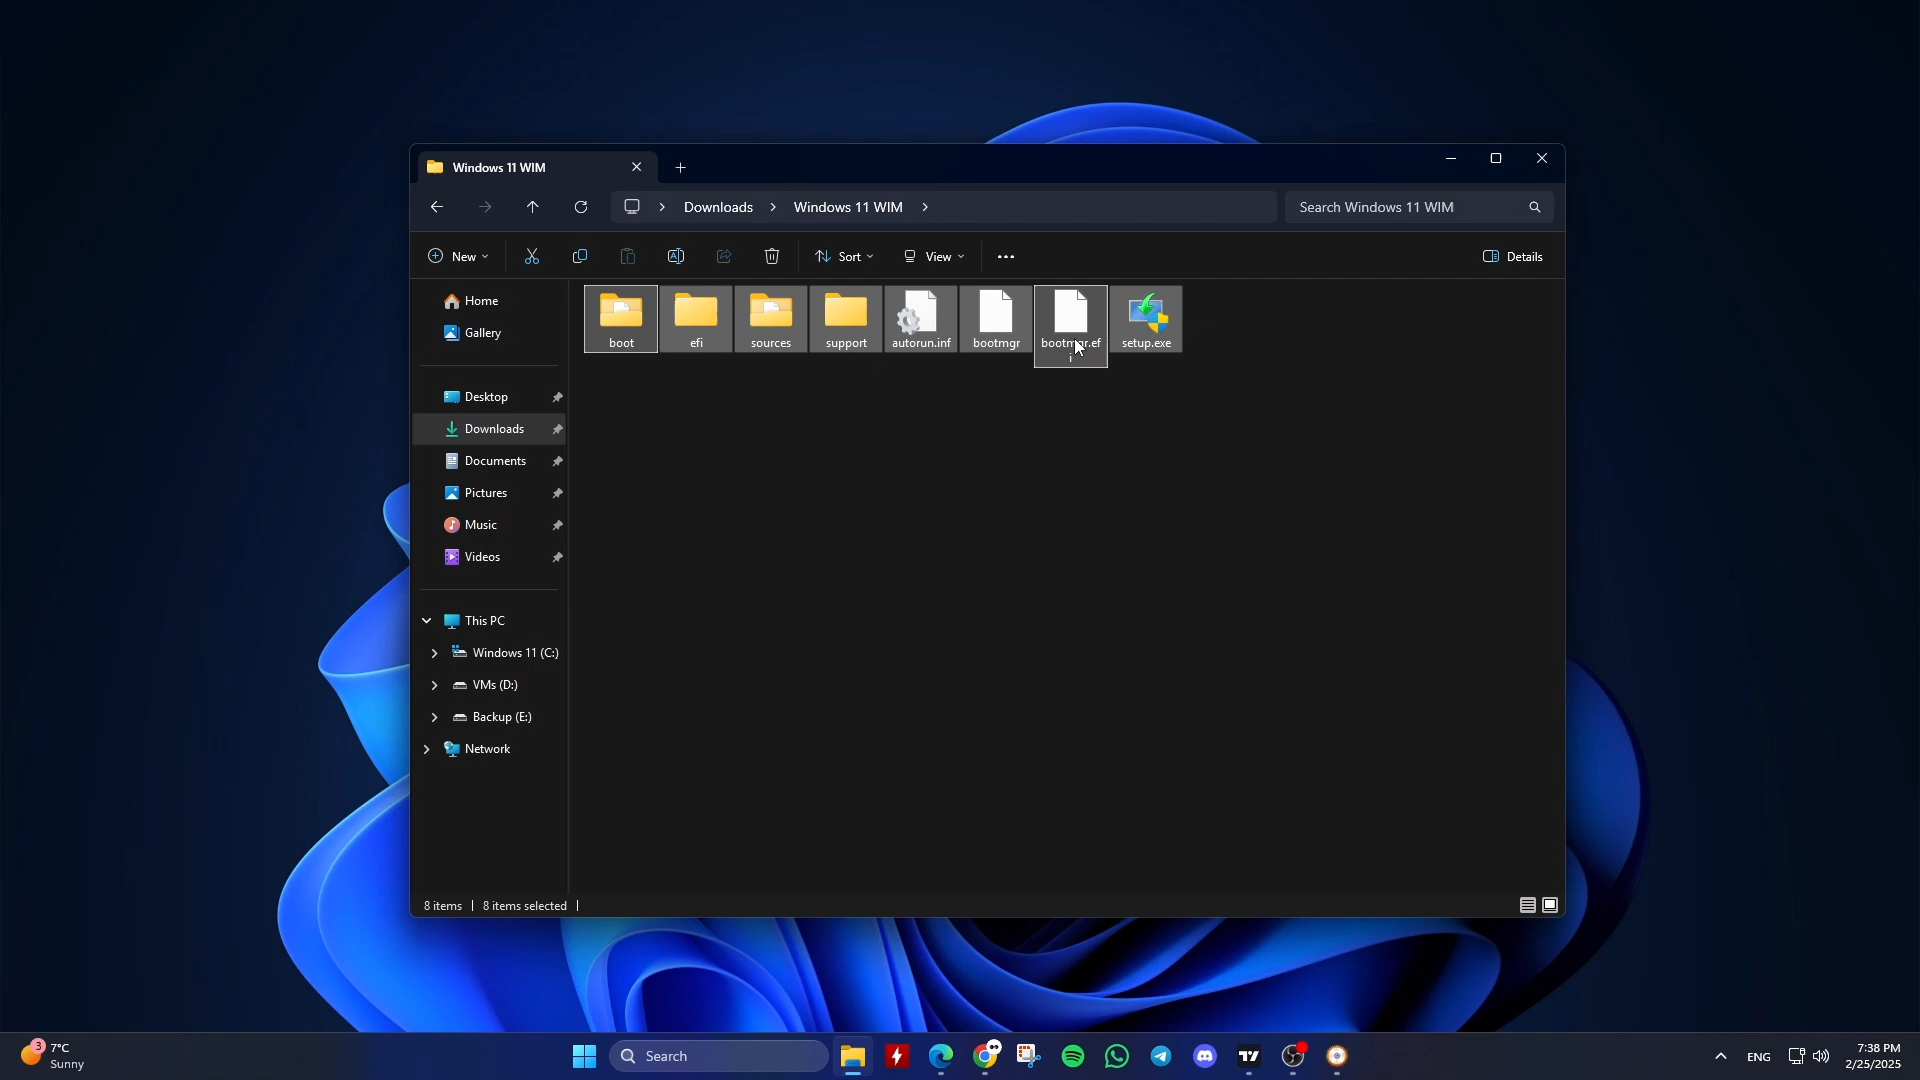 Windows 11 WIM
Downloads
Windows 11 WIM
Search Windows 11 WIM
New
Sort
View
Details
Home
Gallery
Desktop
Downloads
Documents
Pictures
Music
Videos
This PC
Windows 11 (C:)
VMs (D:)
Backup (E:)
Network
boot
efi
sources
support
autorun.inf
bootmgr
bootmgr.ef
i
setup.exe
8 items
8 items selected
3
7°C
Sunny
Search
ENG
7:38 PM
2/25/2025